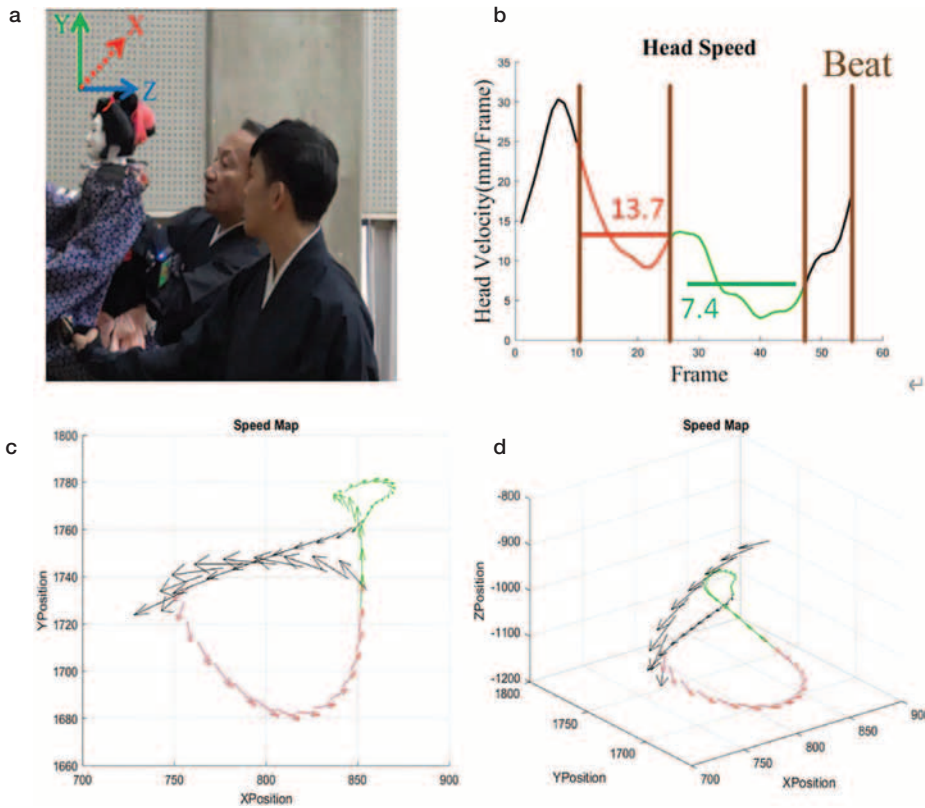 a
Y
X
Z
b
Head Speed
Beat
Head Velocity(mm/Frame)
35
30
25
20
15
10
5
0
13.7
7.4
0 10 20 30 40 50 60
Frame
c
Speed Map
YPosition
1800
1780
1760
1740
1720
1700
1680
1660
700 750 800 850 900
XPosition
d
Speed Map
ZPosition
-800
-900
-1000
-1100
-1200
1800
1750
1700
YPosition
700
750
800
850
XPosition